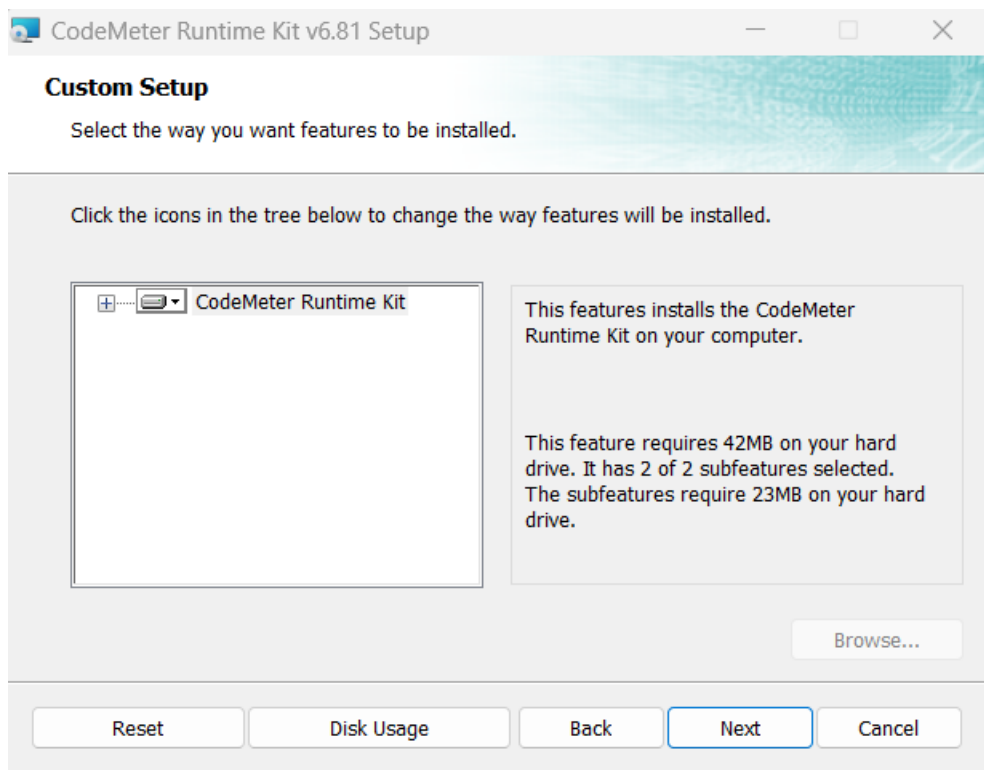 CodeMeter Runtime Kit v6.81 Setup
Custom Setup
Select the way you want features to be installed.
Click the icons in the tree below to change the way features will be installed.
CodeMeter Runtime Kit
This features installs the CodeMeter
Runtime Kit on your computer.
This feature requires 42MB on your hard
drive. It has 2 of 2 subfeatures selected.
The subfeatures require 23MB on your hard
drive.
Browse...
Reset
Disk Usage
Back
Next
Cancel